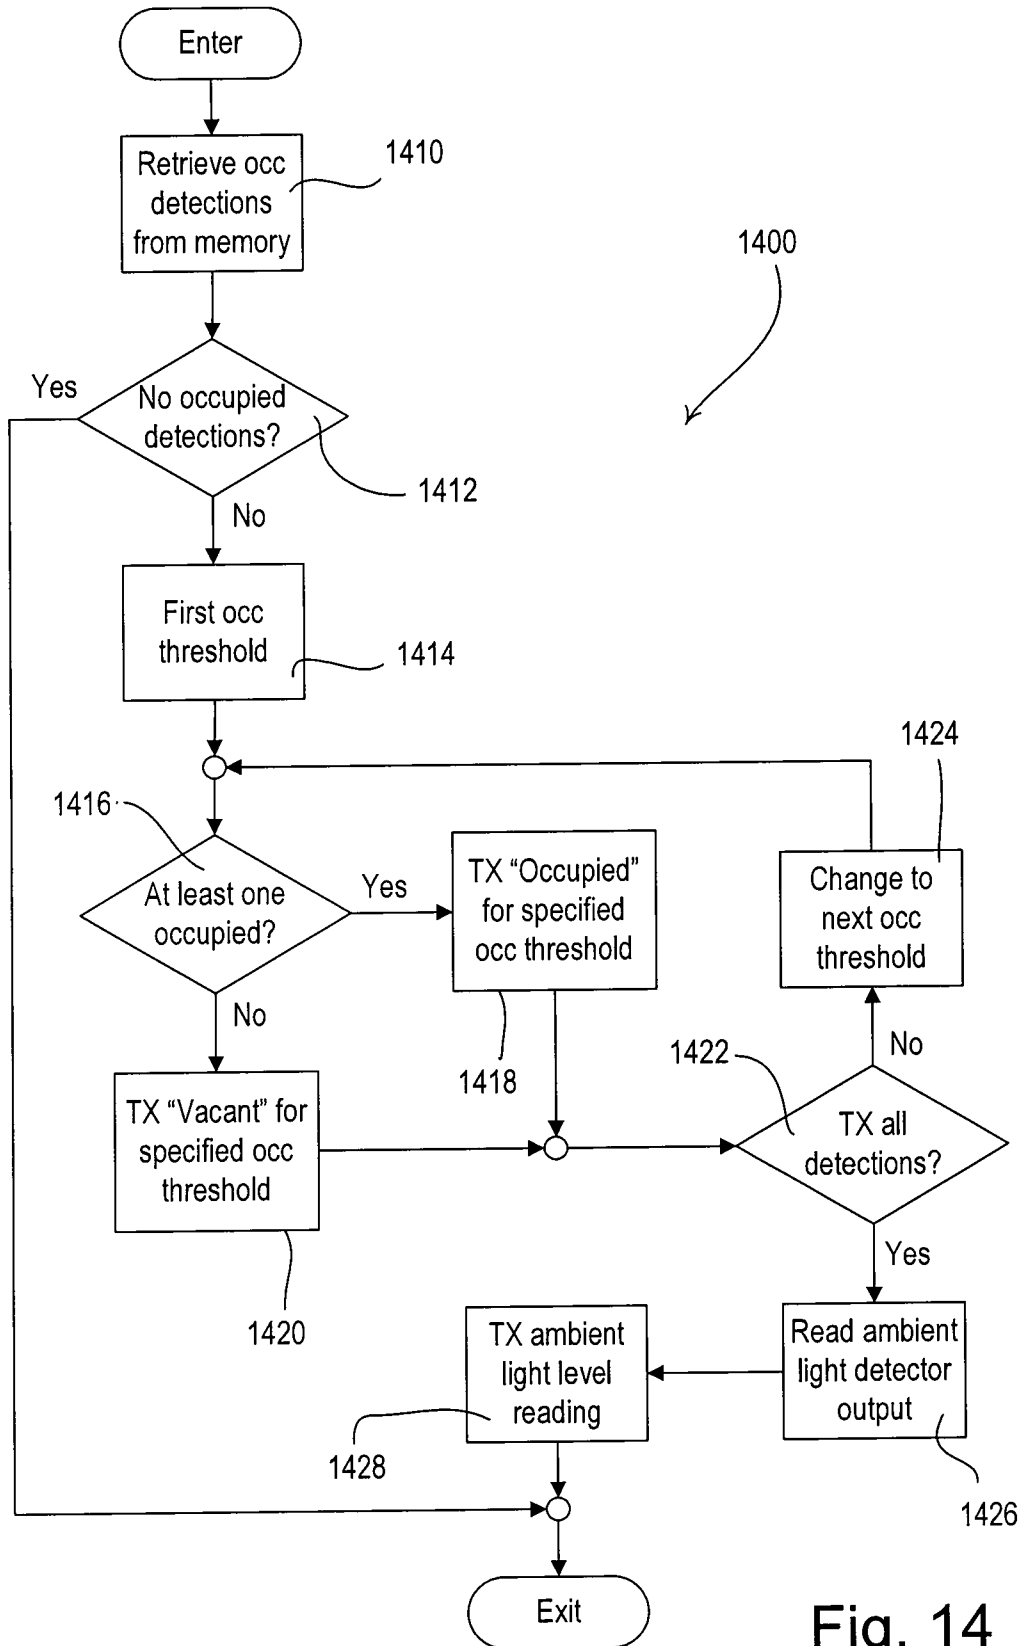 Enter
Retrieve occ
detections
from memory
1410
1400
Yes
No occupied
detections?
1412
No
First occ
threshold
1414
1424
1416
At least one
occupied?
Yes
TX “Occupied”
for specified
occ threshold
Change to
next occ
threshold
No
1418
1422
No
TX “Vacant” for
specified occ
threshold
TX all
detections?
Yes
1420
TX ambient
light level
reading
Read ambient
light detector
output
1428
1426
Exit
Fig. 14